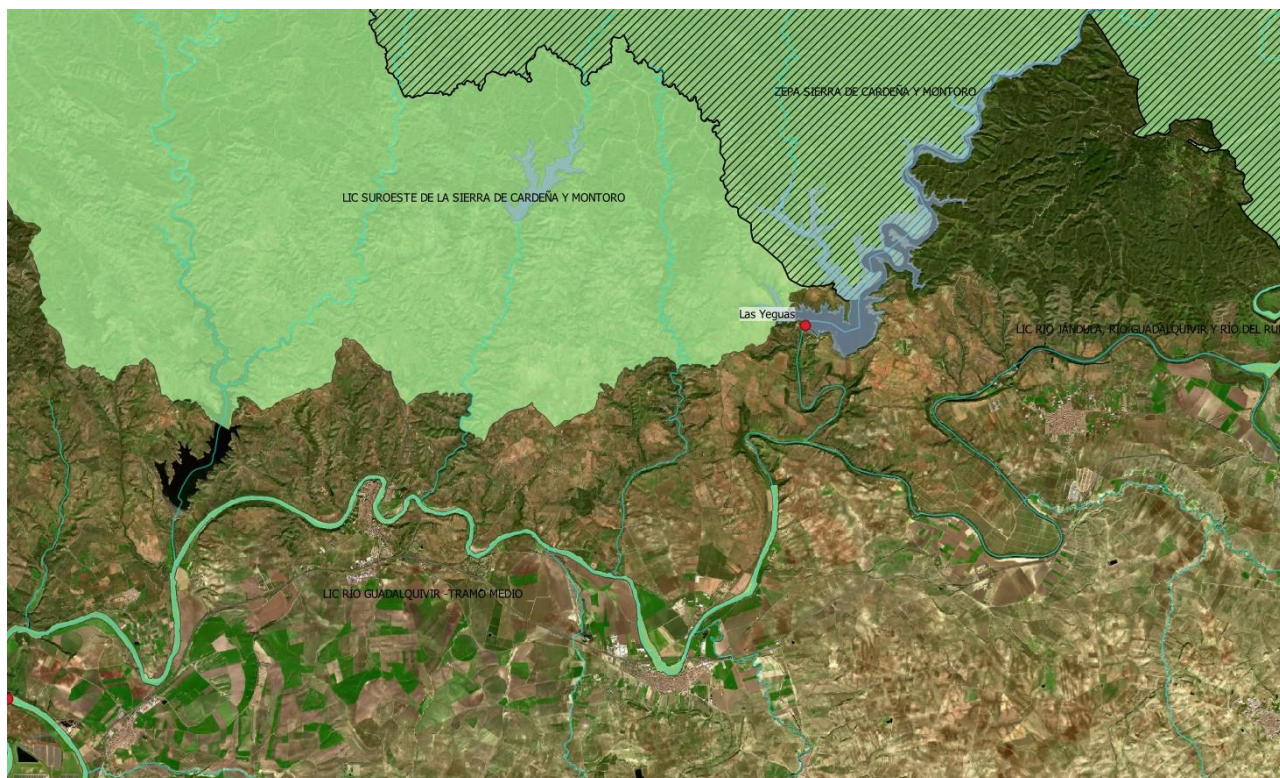 ZEPA SIERRA DE CARDEÑA Y MONTORO
LIC SUROESTE DE LA SIERRA DE CARDEÑA Y MONTORO
Las Yeguas
LIC RÍO JÁNDULA, RÍO GUADALQUIVIR Y RÍO DEL RU
LIC RÍO GUADALQUIVIR -TRAMO MEDIO